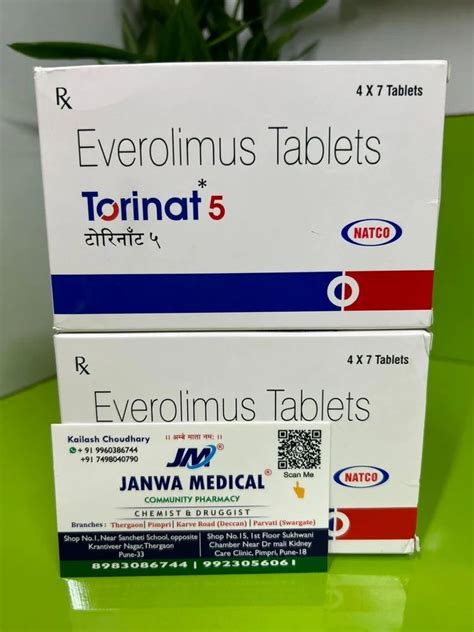 Rx
4 X 7 Tablets
Everolimus Tablets
Torinat* 5
टोरिनाँट ५
NATCO
Rx
4 X 7 Tablets
Everolimus Tablets
NATCO
Kailash Choudhary
+ 91 9960386744
+91 7498040790
।। अम्बे माता नमः ।।
JM®
Scan Me
JANWA MEDICAL®
COMMUNITY PHARMACY
CHEMIST & DRUGGIST
Branches : Thergaon| Pimpri| Karve Road (Deccan) | Parvati (Swargate)
Shop No.1, Near Sancheti School, opposite
Krantiveer Nagar, Thergaon
Pune-33
Shop No.15, 1st Floor Sukhwani
Chamber Near Dr mali Kidney
Care Clinic, Pimpri, Pune-18
8983086744 | 9923056061